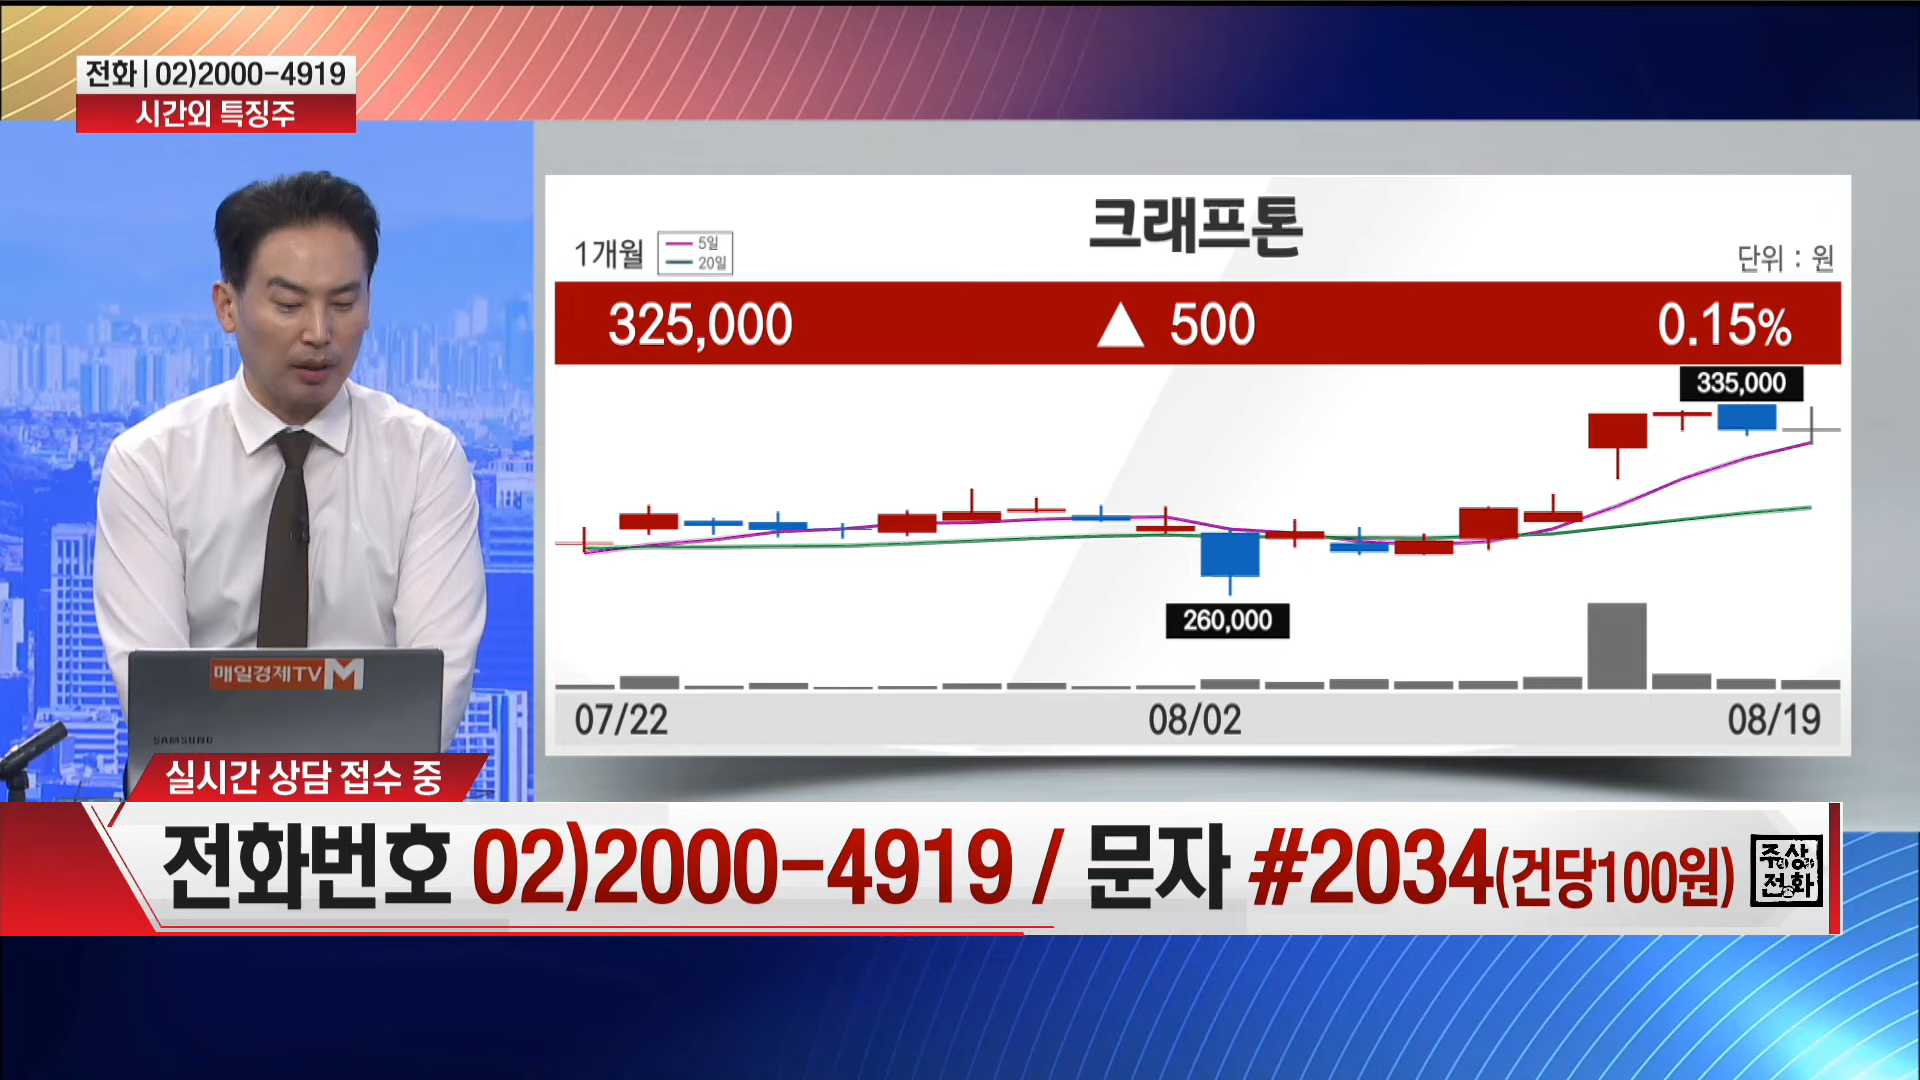 전화 | 02)2000-4919
시간외 특징주
크래프톤
1개월
5일
20일
단위 : 원
325,000 ▲ 500 0.15%
335,000
260,000
07/22 08/02 08/19
매일경제TV M
SAMSUNG
실시간 상담 접수 중
전화번호 02)2000-4919 / 문자 #2034(건당100원)
주상
전화